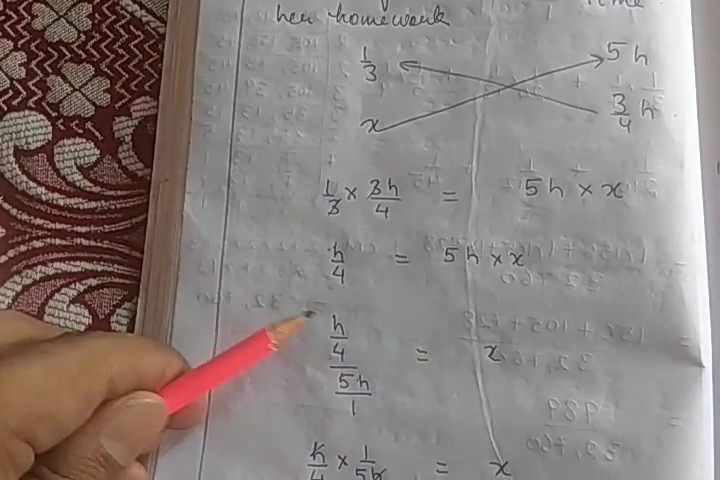 Time
her homework
1/3 5h
x 3/4 h
1/3 × 3h/4 = 5h × x
h/4 = 5h × x
h/4 / 5h/1 = x
h/4 × 1/5h = x